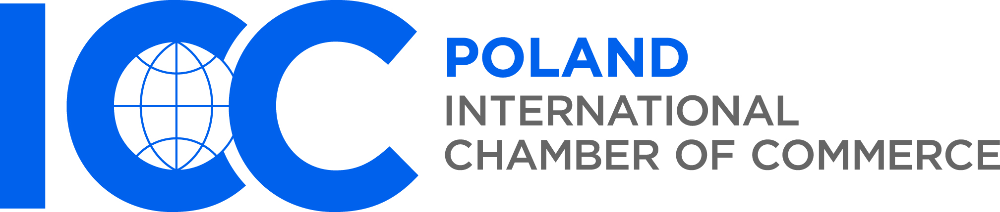 ICC
POLAND
INTERNATIONAL
CHAMBER OF COMMERCE